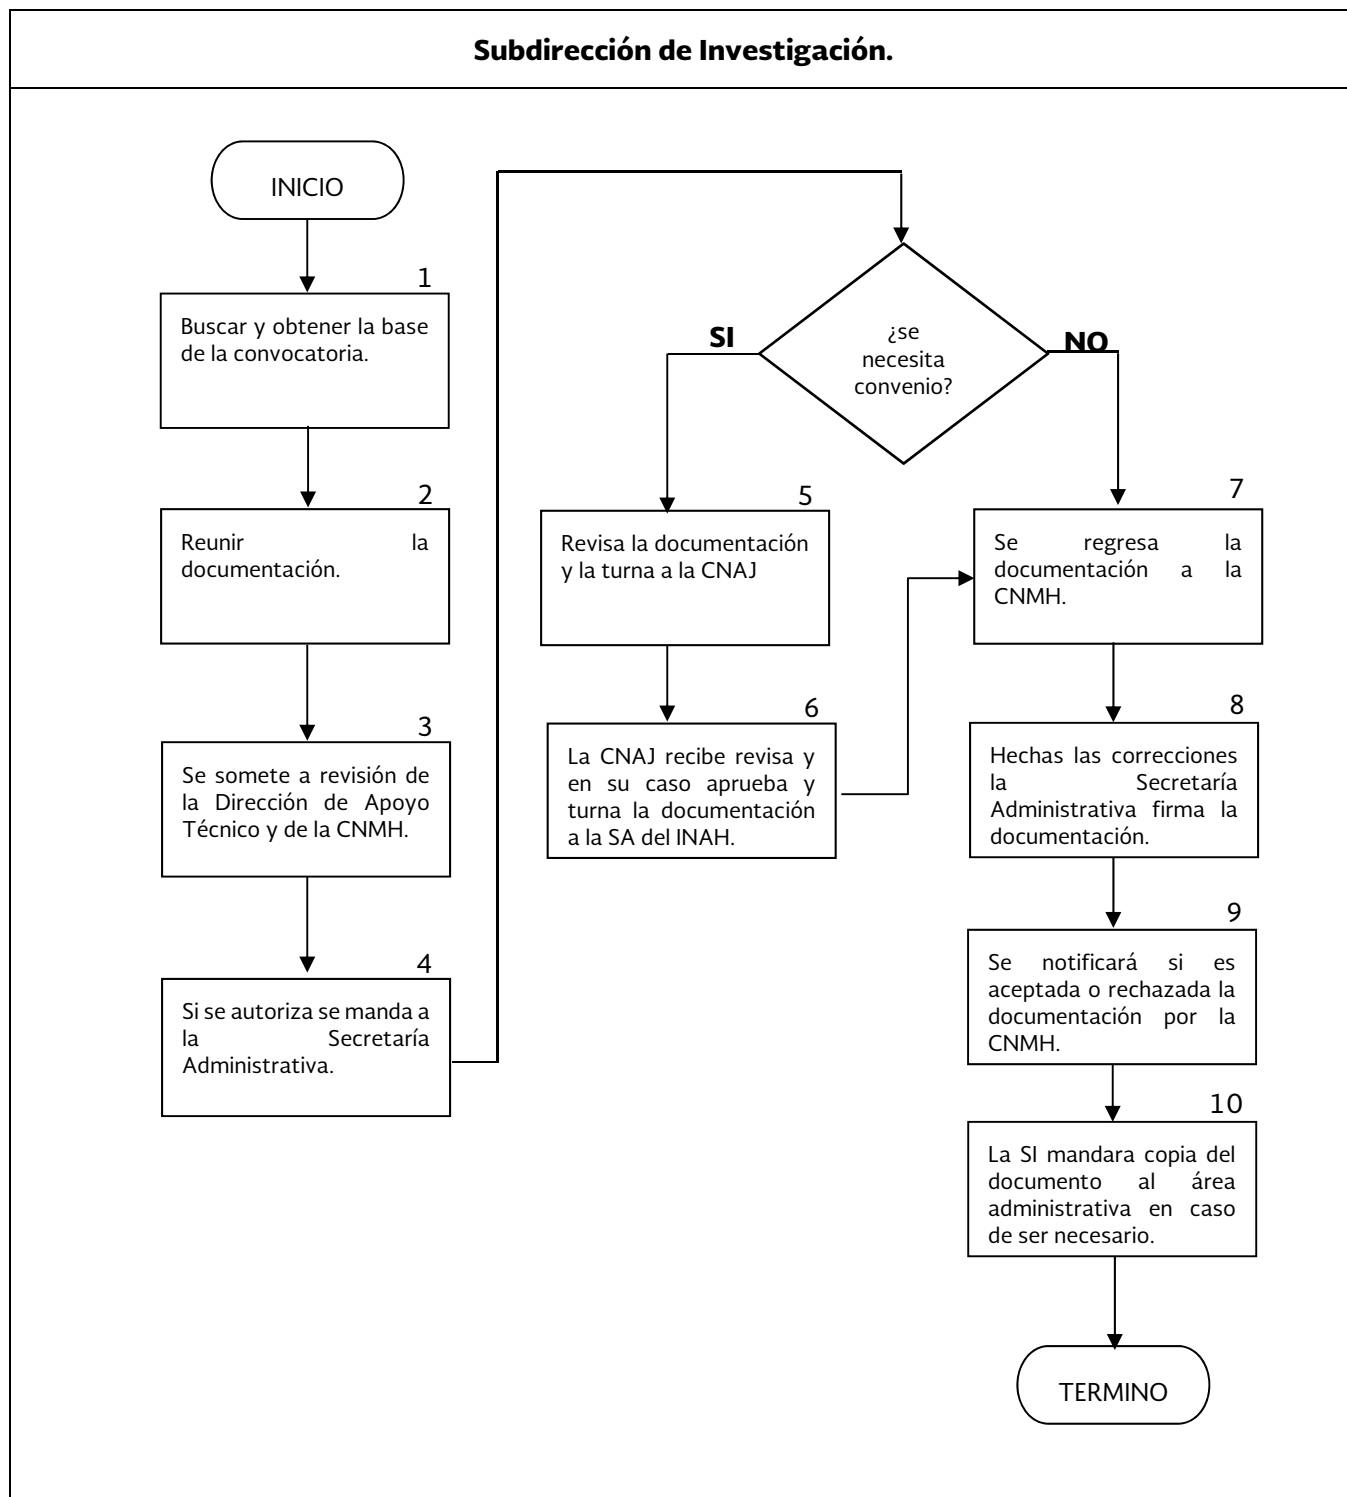 Subdirección de Investigación.
INICIO
1
Buscar y obtener la base
de la convocatoria.
2
Reunir la
documentación.
3
Se somete a revisión de
la Dirección de Apoyo
Técnico y de la CNMH.
4
Si se autoriza se manda a
la Secretaría
Administrativa.
¿se
necesita
convenio?
SI
NO
5
Revisa la documentación
y la turna a la CNAJ
6
La CNAJ recibe revisa y
en su caso aprueba y
turna la documentación
a la SA del INAH.
7
Se regresa la
documentación a la
CNMH.
8
Hechas las correcciones
la Secretaría
Administrativa firma la
documentación.
9
Se notificará si es
aceptada o rechazada la
documentación por la
CNMH.
10
La SI mandara copia del
documento al área
administrativa en caso
de ser necesario.
TERMINO